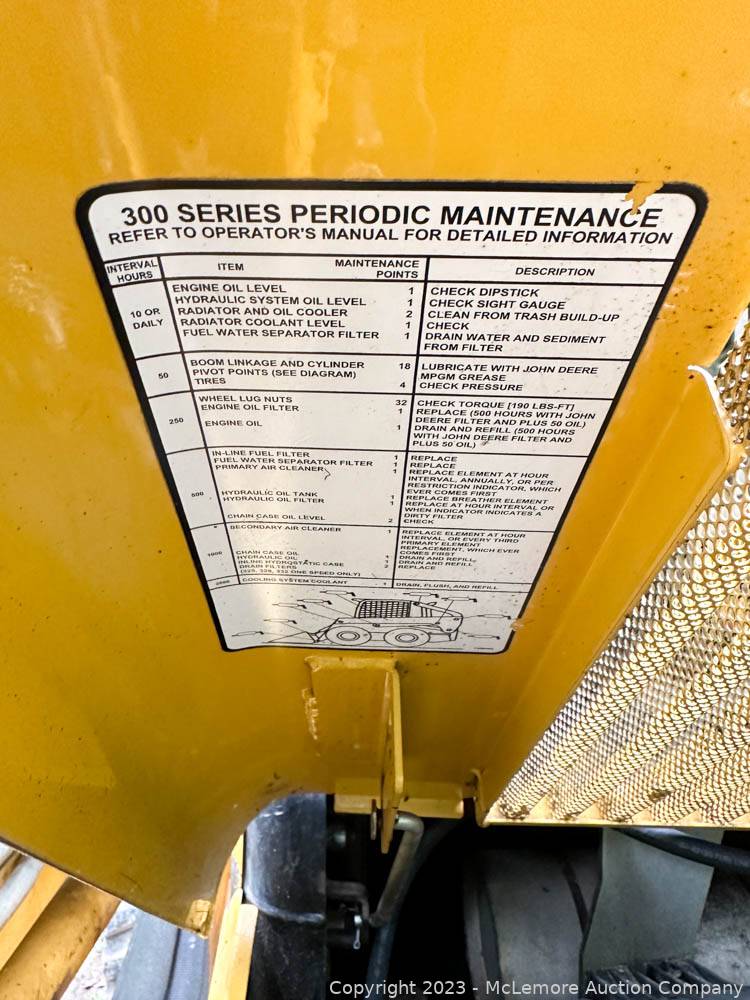 300 SERIES PERIODIC MAINTENANCE
REFER TO OPERATOR'S MANUAL FOR DETAILED INFORMATION
INTERVAL HOURS ITEM MAINTENANCE POINTS DESCRIPTION
10 OR DAILY
ENGINE OIL LEVEL 1 CHECK DIPSTICK
HYDRAULIC SYSTEM OIL LEVEL 1 CHECK SIGHT GAUGE
RADIATOR AND OIL COOLER 2 CLEAN FROM TRASH BUILD-UP
RADIATOR COOLANT LEVEL 1 CHECK
FUEL WATER SEPARATOR FILTER 1 DRAIN WATER AND SEDIMENT
FROM FILTER
50
BOOM LINKAGE AND CYLINDER 18 LUBRICATE WITH JOHN DEERE
PIVOT POINTS (SEE DIAGRAM) MPGM GREASE
TIRES 4 CHECK PRESSURE
250
WHEEL LUG NUTS 32 CHECK TORQUE [190 LBS-FT]
ENGINE OIL FILTER 1 REPLACE (500 HOURS WITH JOHN
DEERE FILTER AND PLUS 50 OIL)
ENGINE OIL 1 DRAIN AND REFILL (500 HOURS
WITH JOHN DEERE FILTER AND
PLUS 50 OIL)
500
IN-LINE FUEL FILTER 1 REPLACE
FUEL WATER SEPARATOR FILTER 1 REPLACE
PRIMARY AIR CLEANER 1 REPLACE ELEMENT AT HOUR
INTERVAL, ANNUALLY, OR PER
RESTRICTION INDICATOR, WHICH
EVER COMES FIRST
HYDRAULIC OIL TANK 1 REPLACE BREATHER ELEMENT
HYDRAULIC OIL FILTER 1 REPLACE AT HOUR INTERVAL OR
WHEN INDICATOR INDICATES A
DIRTY FILTER
CHAIN CASE OIL LEVEL 2 CHECK
1000
SECONDARY AIR CLEANER 1 REPLACE ELEMENT AT HOUR
INTERVAL, OR EVERY THIRD
PRIMARY ELEMENT
REPLACEMENT, WHICH EVER
COMES FIRST
CHAIN CASE OIL DRAIN AND REFILL
HYDRAULIC OIL DRAIN AND REFILL
INLINE HYDROSTATIC CASE 2 REPLACE
DRAIN FILTERS
2000 COOLING SYSTEM COOLANT 1 DRAIN, FLUSH, AND REFILL
Copyright 2023 - McLemore Auction Company